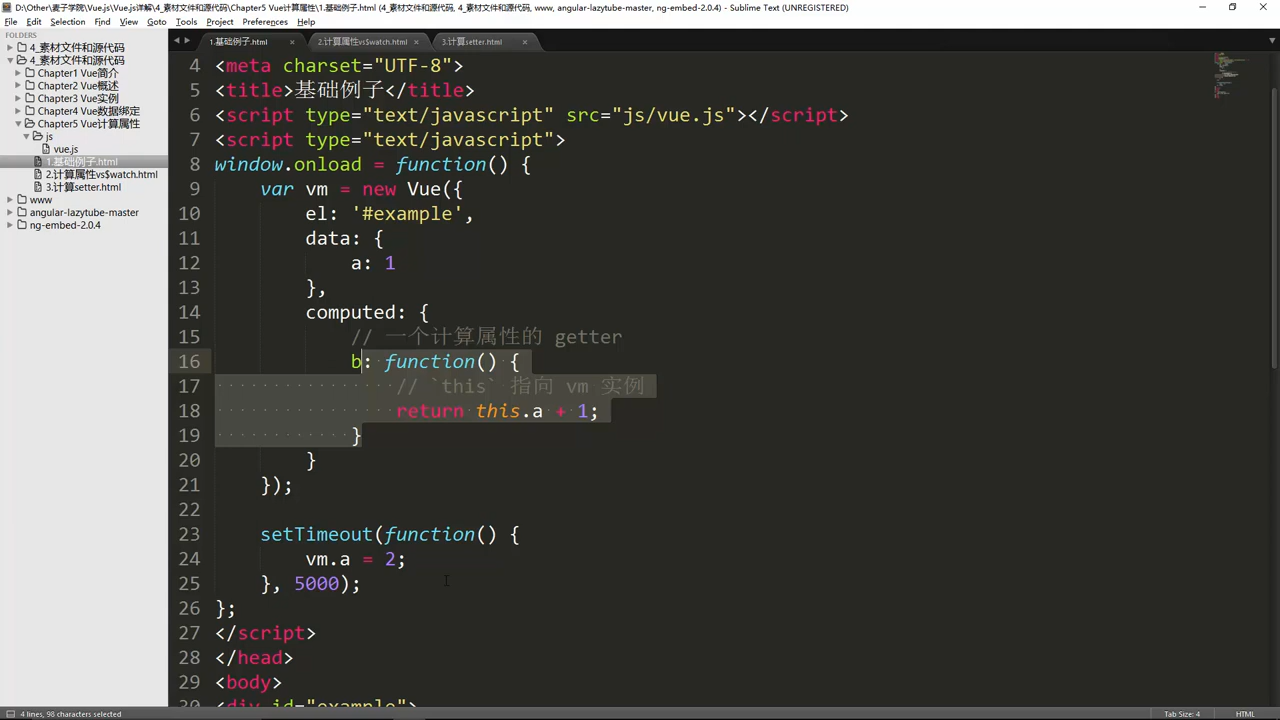 D:\Other\麦子学院\Vue.js\Vue.js详解\4_素材文件和源代码\Chapter5 Vue计算属性\1.基础例子.html (4_素材文件和源代码, 4_素材文件和源代码, www, angular-lazytube-master, ng-embed-2.0.4) - Sublime Text (UNREGISTERED)
File Edit Selection Find View Goto Tools Project Preferences Help
FOLDERS
4_素材文件和源代码
4_素材文件和源代码
Chapter1 Vue简介
Chapter2 Vue概述
Chapter3 Vue实例
Chapter4 Vue数据绑定
Chapter5 Vue计算属性
js
vue.js
1.基础例子.html
2.计算属性vs$watch.html
3.计算setter.html
www
angular-lazytube-master
ng-embed-2.0.4
1.基础例子.html 2.计算属性vs$watch.html 3.计算setter.html
4 <meta charset="UTF-8">
5 <title>基础例子</title>
6 <script type="text/javascript" src="js/vue.js"></script>
7 <script type="text/javascript">
8 window.onload = function() {
9 var vm = new Vue({
10 el: '#example',
11 data: {
12 a: 1
13 },
14 computed: {
15 // 一个计算属性的 getter
16 b: function() {
17 // `this` 指向 vm 实例
18 return this.a + 1;
19 }
20 }
21 });
22
23 setTimeout(function() {
24 vm.a = 2;
25 }, 5000);
26 };
27 </script>
28 </head>
29 <body>
30 <div id="example">
4 lines, 98 characters selected
Tab Size: 4 HTML